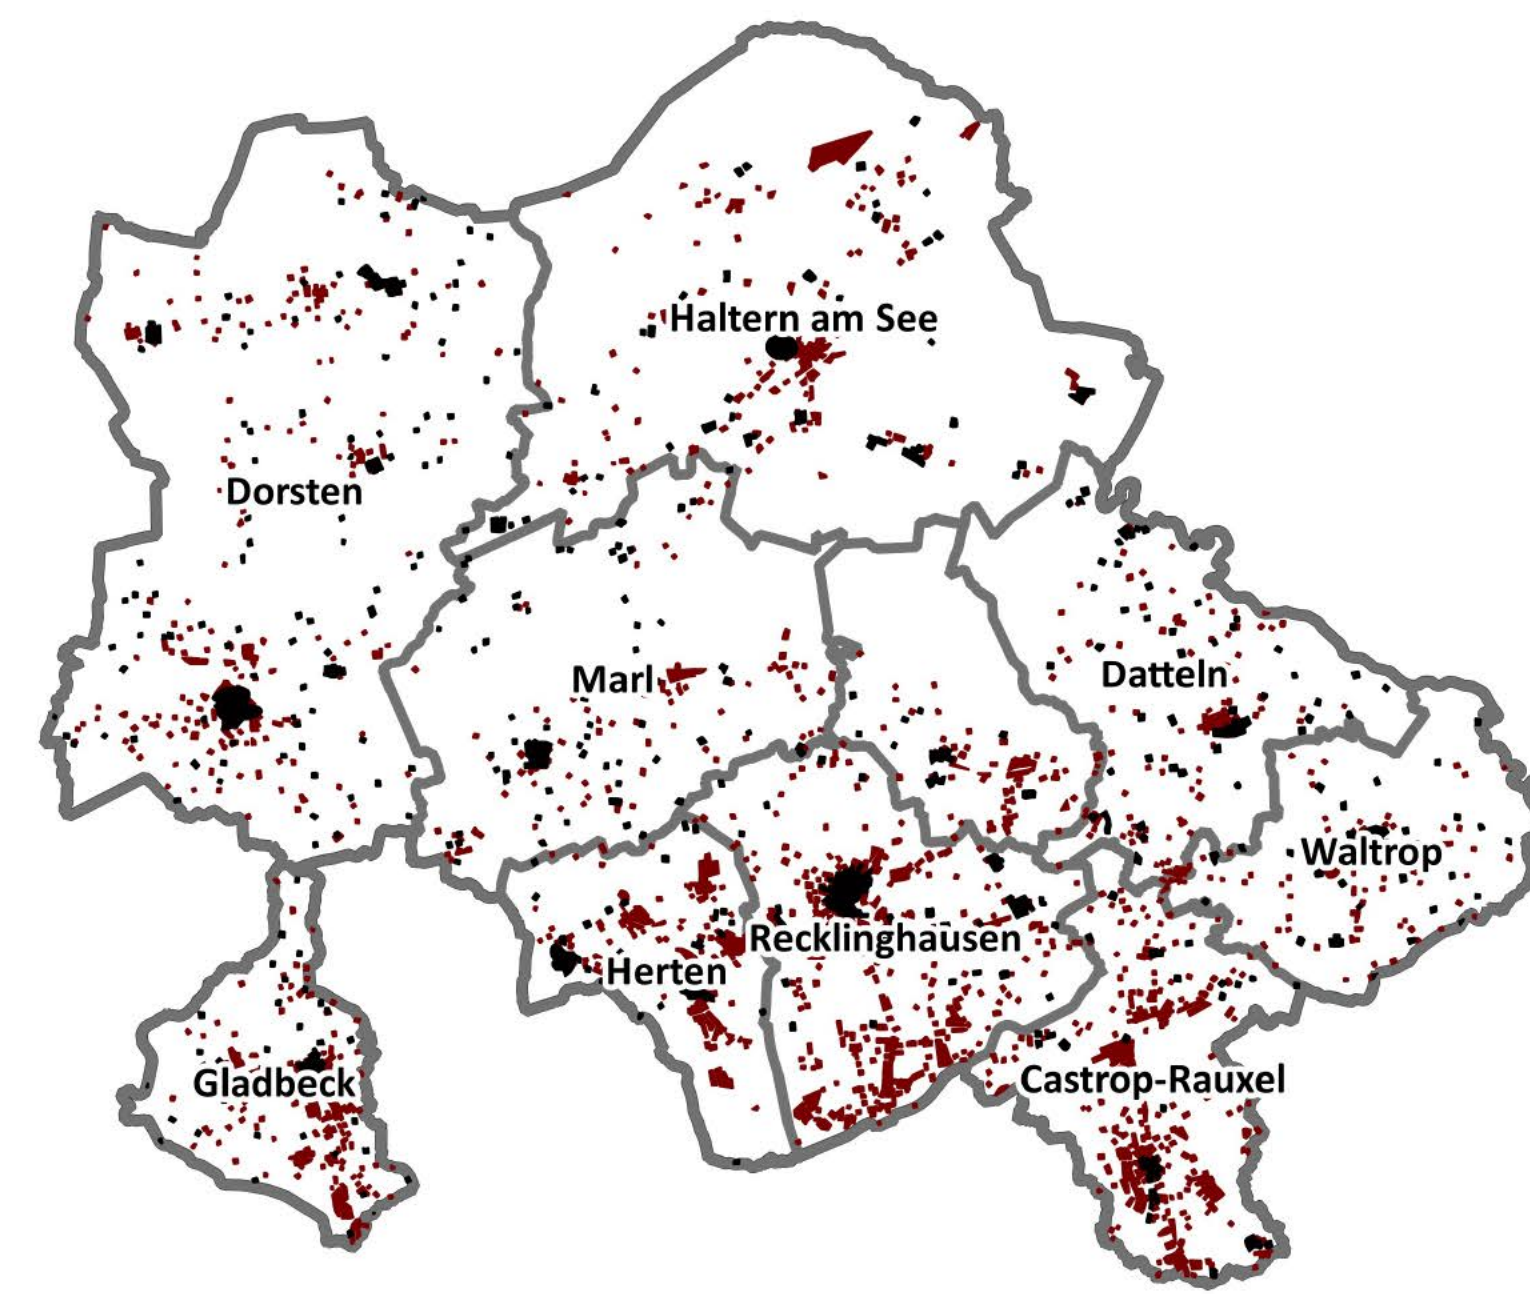 Haltern am See
Dorsten
Marl
Datteln
Waltrop
Recklinghausen
Herten
Gladbeck
Castrop-Rauxel